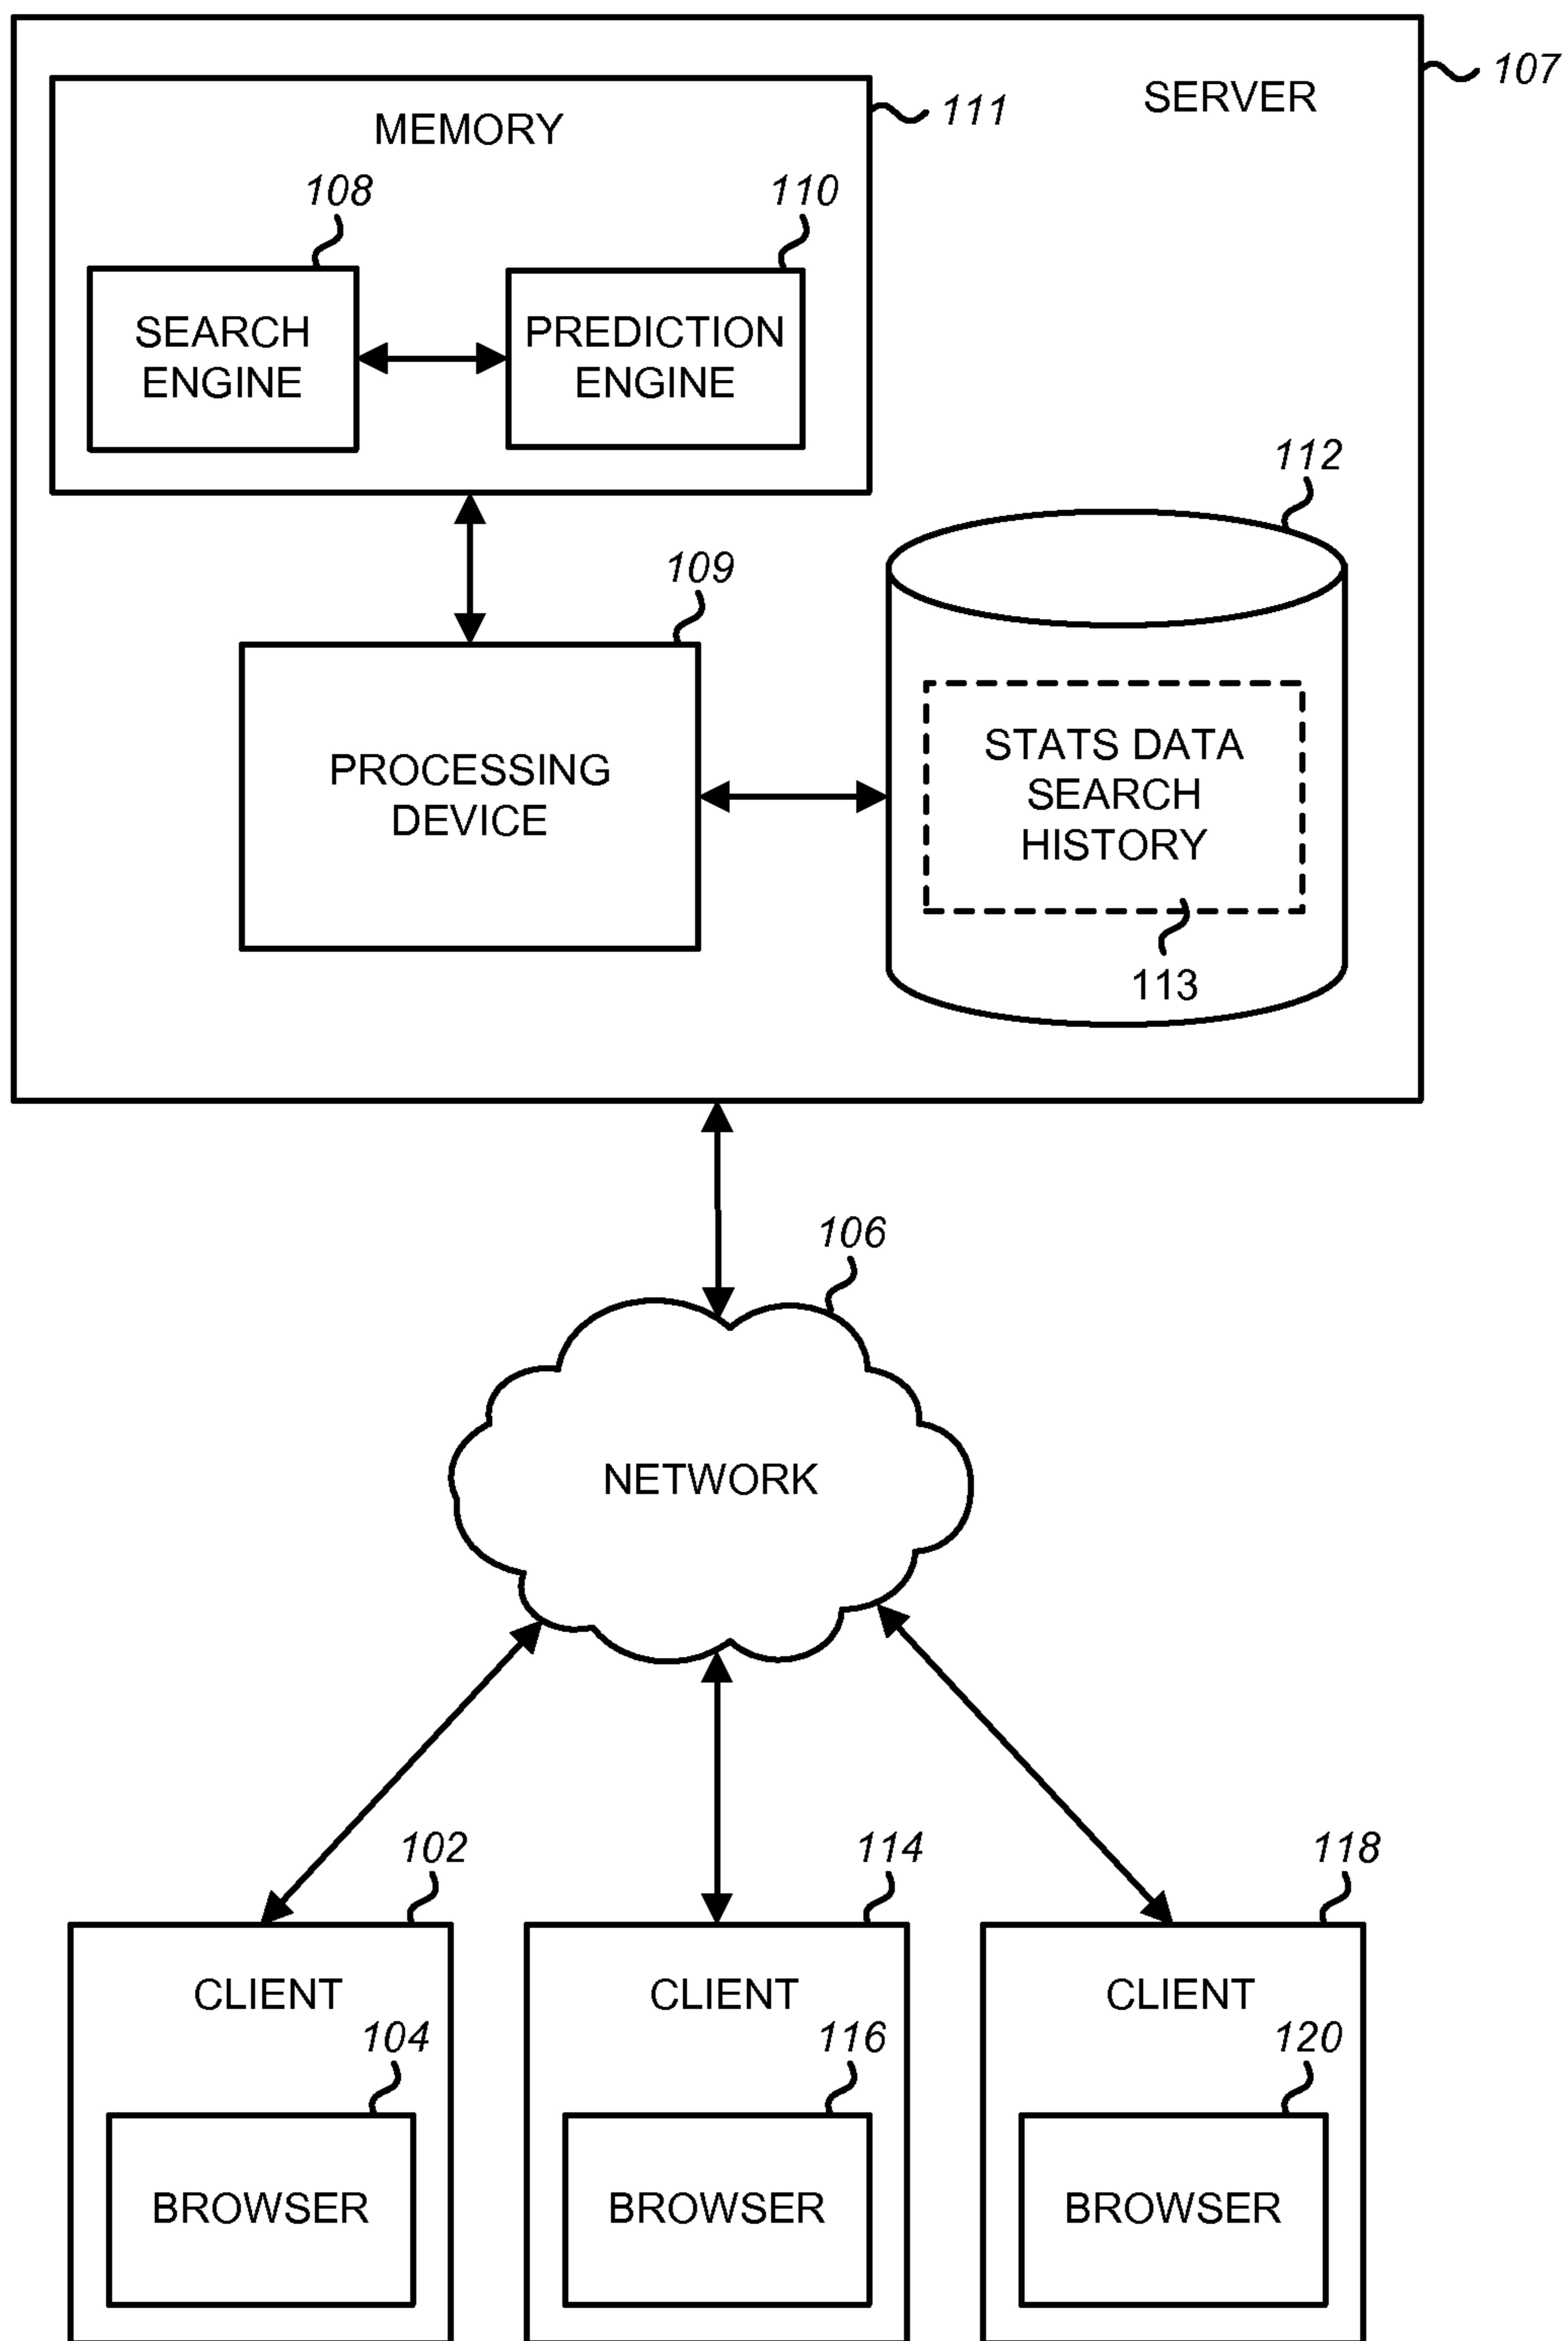 107
SERVER
111
MEMORY
108
110
SEARCH
ENGINE
PREDICTION
ENGINE
112
109
PROCESSING
DEVICE
STATS DATA
SEARCH
HISTORY
113
106
NETWORK
102
114
118
CLIENT
CLIENT
CLIENT
104
116
120
BROWSER
BROWSER
BROWSER